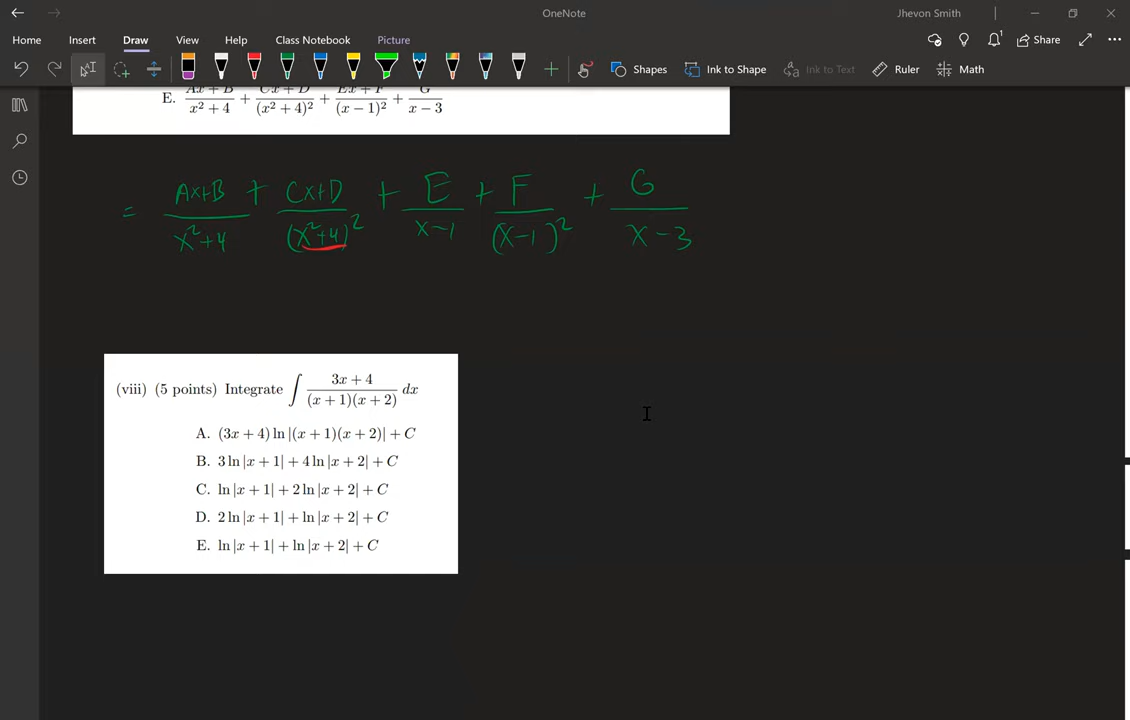 OneNote
Jhevon Smith
Home Insert Draw View Help Class Notebook Picture
Share
Shapes Ink to Shape Ink to Text Ruler Math
E. Ax + B / x² + 4 + Cx + D / (x² + 4)² + Ex + F / (x − 1)² + G / x − 3
= Ax+B / x²+4 + Cx+D / (x²+4)² + E / x−1 + F / (x−1)² + G / x−3
(viii) (5 points) Integrate ∫ 3x + 4 / (x + 1)(x + 2) dx
A. (3x + 4) ln |(x + 1)(x + 2)| + C
B. 3 ln |x + 1| + 4 ln |x + 2| + C
C. ln |x + 1| + 2 ln |x + 2| + C
D. 2 ln |x + 1| + ln |x + 2| + C
E. ln |x + 1| + ln |x + 2| + C